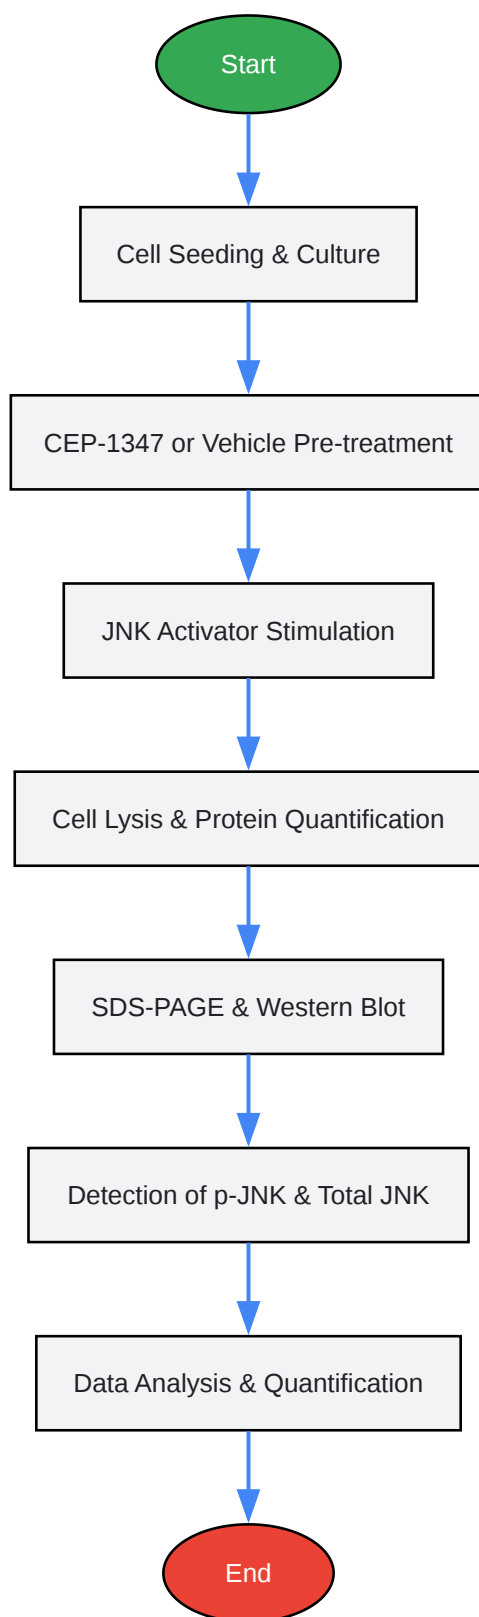 Start
Cell Seeding & Culture
CEP-1347 or Vehicle Pre-treatment
JNK Activator Stimulation
Cell Lysis & Protein Quantification
SDS-PAGE & Western Blot
Detection of p-JNK & Total JNK
Data Analysis & Quantification
End